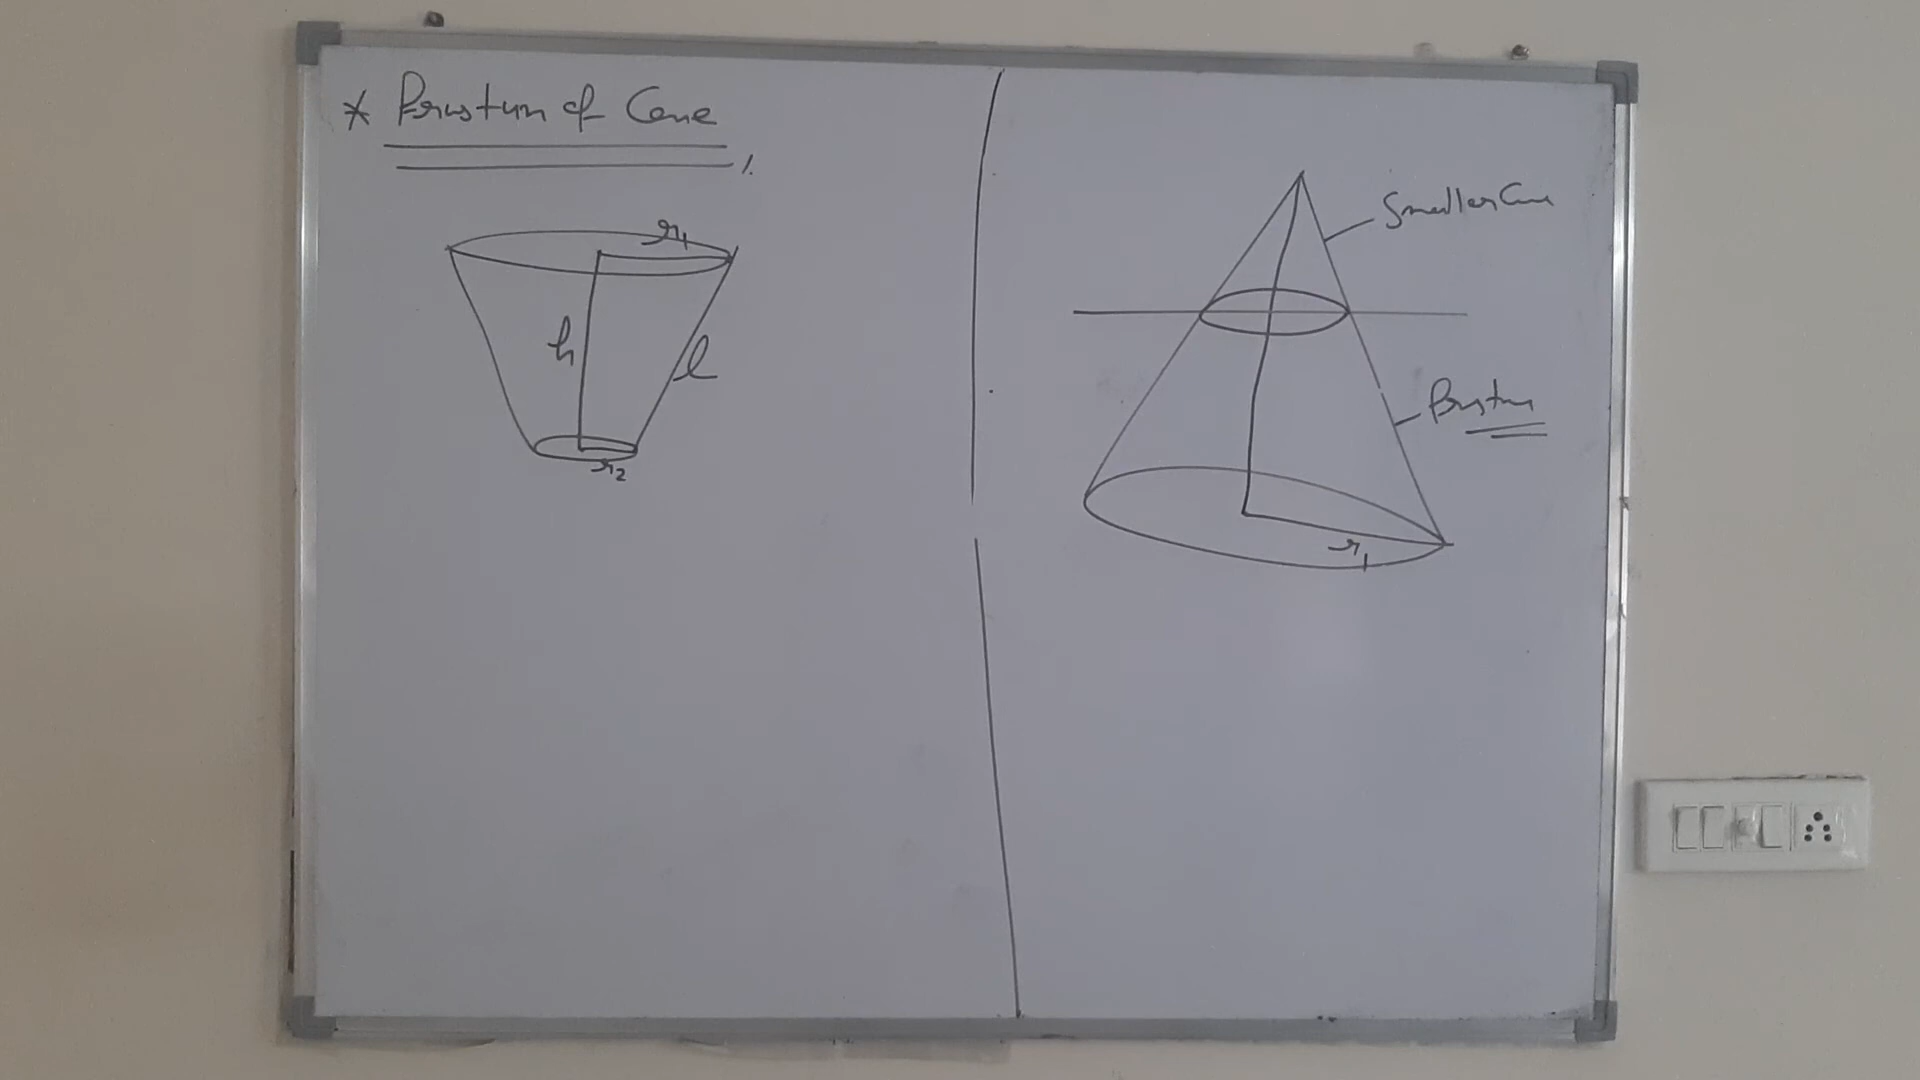 * Frustum of Cone
r1
h
l
r2
Smaller Cone
Frustum
r1